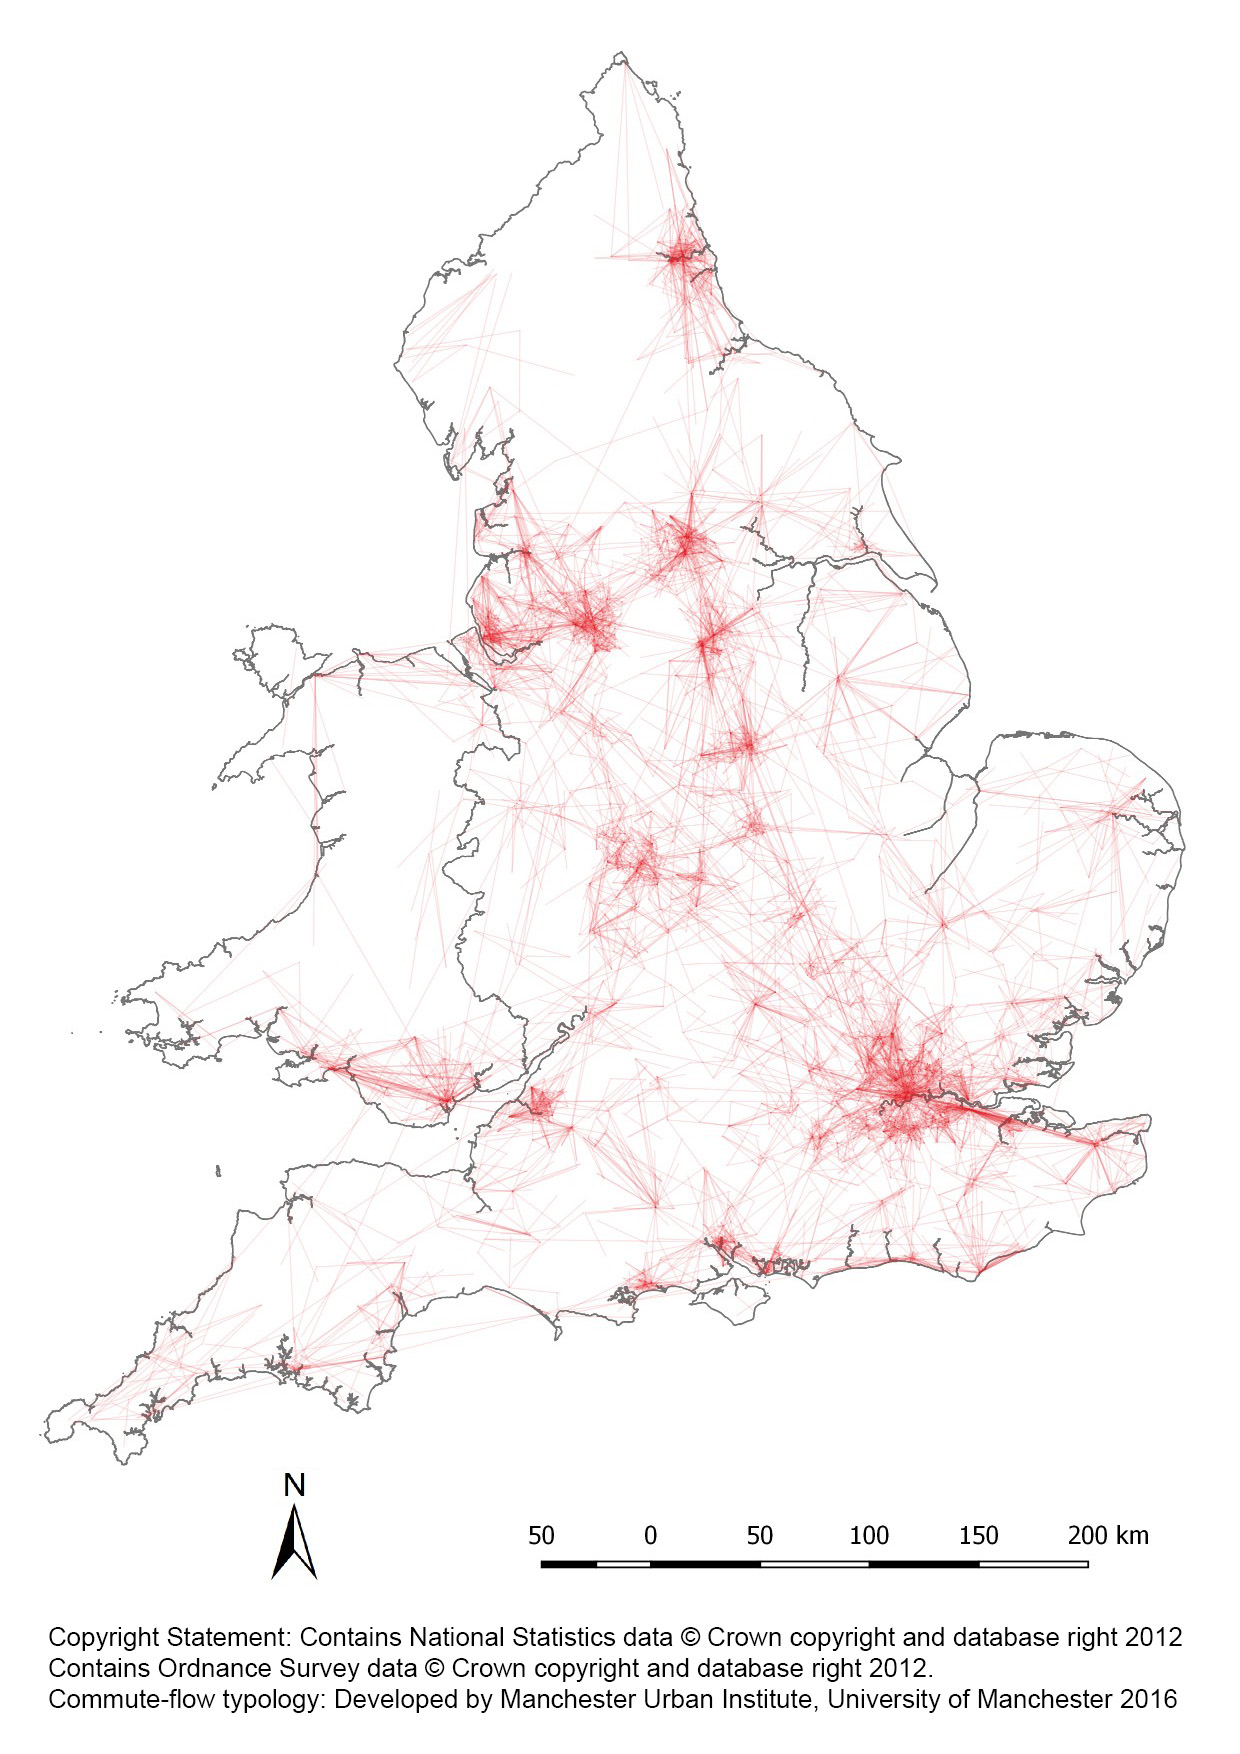 N
50 0 50 100 150 200 km
Copyright Statement: Contains National Statistics data © Crown copyright and database right 2012
Contains Ordnance Survey data © Crown copyright and database right 2012.
Commute-flow typology: Developed by Manchester Urban Institute, University of Manchester 2016